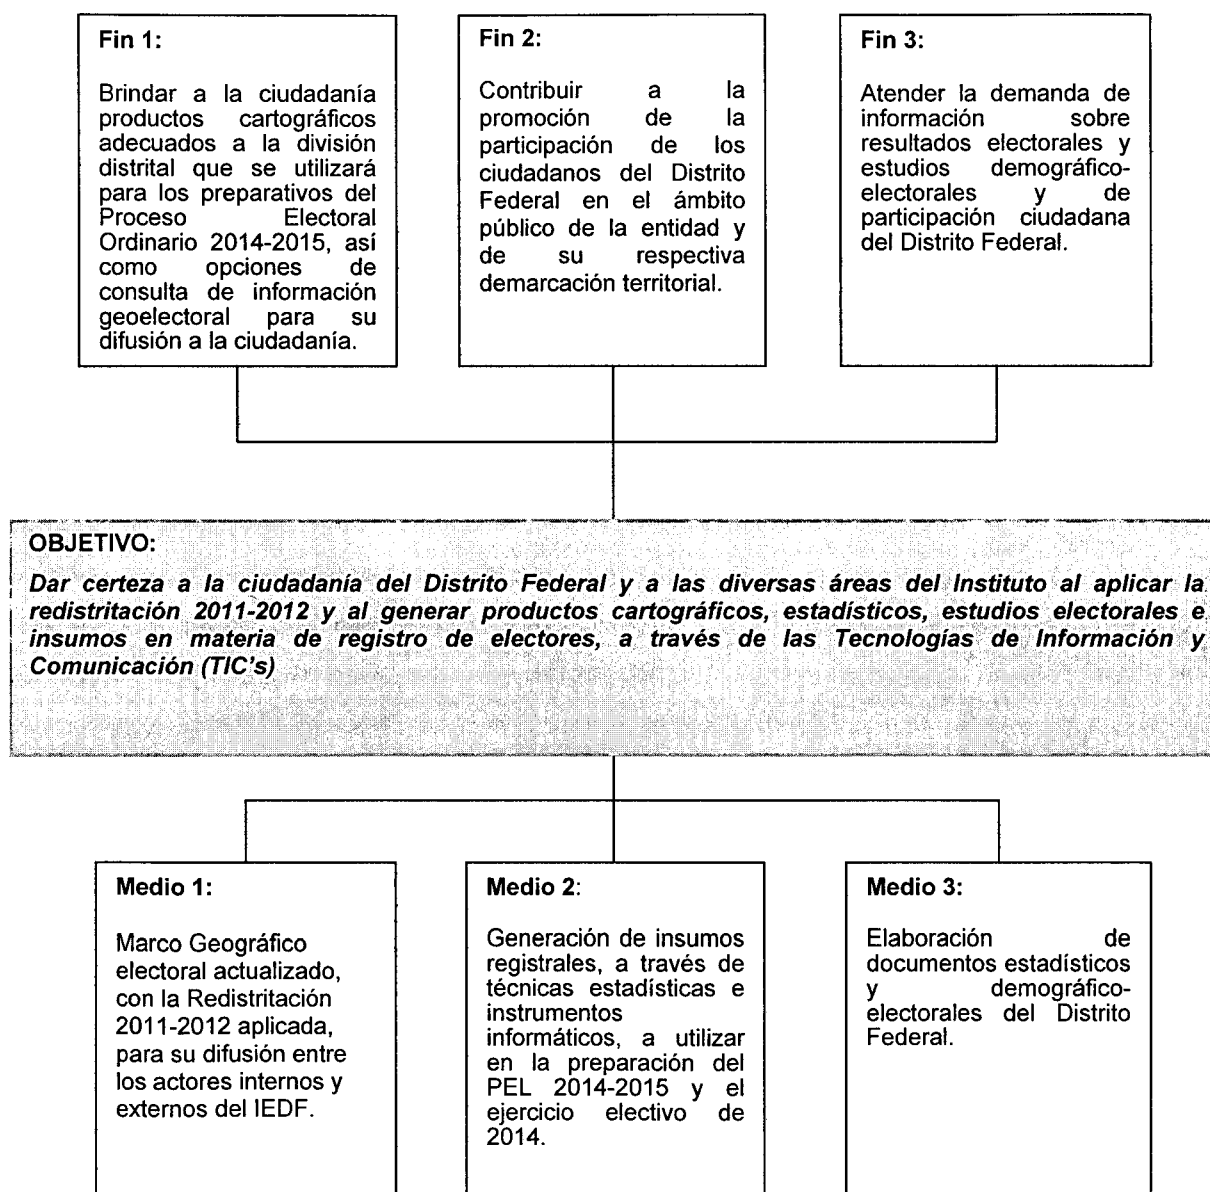 Fin 1:
Brindar a la ciudadanía
productos cartográficos
adecuados a la división
distrital que se utilizará
para los preparativos del
Proceso Electoral
Ordinario 2014-2015, así
como opciones de
consulta de información
geoelectoral para su
difusión a la ciudadanía.
Fin 2:
Contribuir a la
promoción de la
participación de los
ciudadanos del Distrito
Federal en el ámbito
público de la entidad y
de su respectiva
demarcación territorial.
Fin 3:
Atender la demanda de
información sobre
resultados electorales y
estudios demográfico-
electorales y de
participación ciudadana
del Distrito Federal.
OBJETIVO:
Dar certeza a la ciudadanía del Distrito Federal y a las diversas áreas del Instituto al aplicar la
redistritación 2011-2012 y al generar productos cartográficos, estadísticos, estudios electorales e
insumos en materia de registro de electores, a través de las Tecnologías de Información y
Comunicación (TIC's)
Medio 1:
Marco Geográfico
electoral actualizado,
con la Redistritación
2011-2012 aplicada,
para su difusión entre
los actores internos y
externos del IEDF.
Medio 2:
Generación de insumos
registrales, a través de
técnicas estadísticas e
instrumentos
informáticos, a utilizar
en la preparación del
PEL 2014-2015 y el
ejercicio electivo de
2014.
Medio 3:
Elaboración de
documentos estadísticos
y demográfico-
electorales del Distrito
Federal.